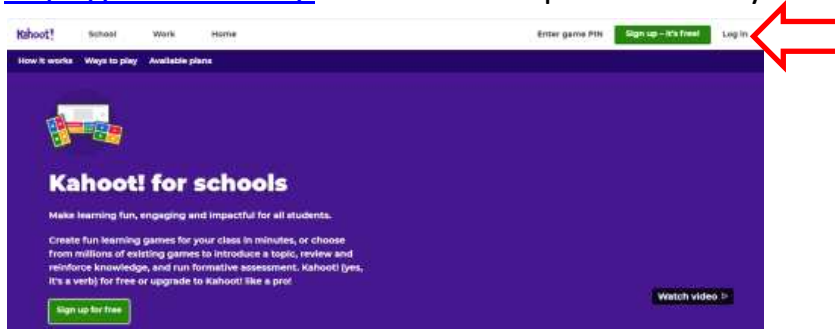 Kahoot!
School
Work
Home
Enter game PIN
Sign up – it's free!
Log in
How it works
Ways to play
Available plans
Kahoot! for schools
Make learning fun, engaging and impactful for all students.
Create fun learning games for your class in minutes, or choose
from millions of existing games to introduce a topic, review and
reinforce knowledge, and run formative assessment. Kahoot! (yes,
it's a verb) for free or upgrade to Kahoot! like a pro!
Watch video
Sign up for free